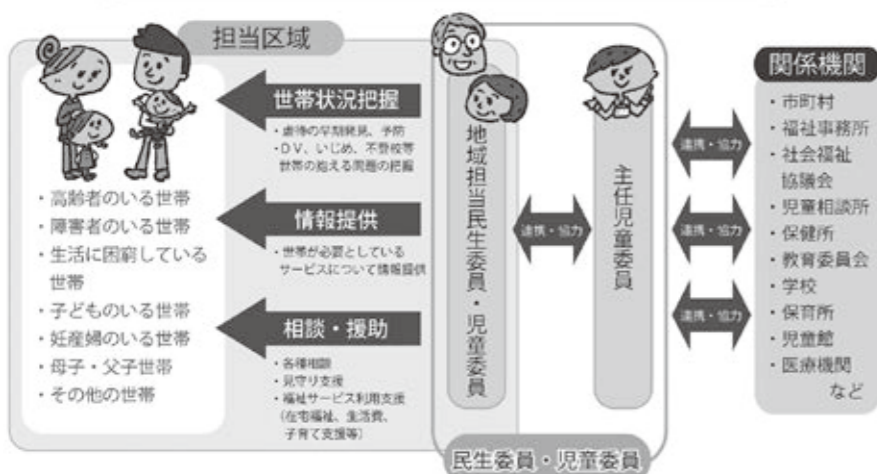 担当区域
世帯状況把握
・虐待の早期発見、予防
・DV、いじめ、不登校等
世帯の抱える問題の把握
情報提供
・世帯が必要としている
サービスについて情報提供
相談・援助
・各種相談
・見守り支援
・福祉サービス利用支援
(在宅福祉、生活費、
子育て支援等)
・高齢者のいる世帯
・障害者のいる世帯
・生活に困窮している
世帯
・子どものいる世帯
・妊産婦のいる世帯
・母子・父子世帯
・その他の世帯
地域担当民生委員・児童委員
連携・協力
主任児童委員
民生委員・児童委員
連携・協力
連携・協力
連携・協力
関係機関
・市町村
・福祉事務所
・社会福祉
協議会
・児童相談所
・保健所
・教育委員会
・学校
・保育所
・児童館
・医療機関
など